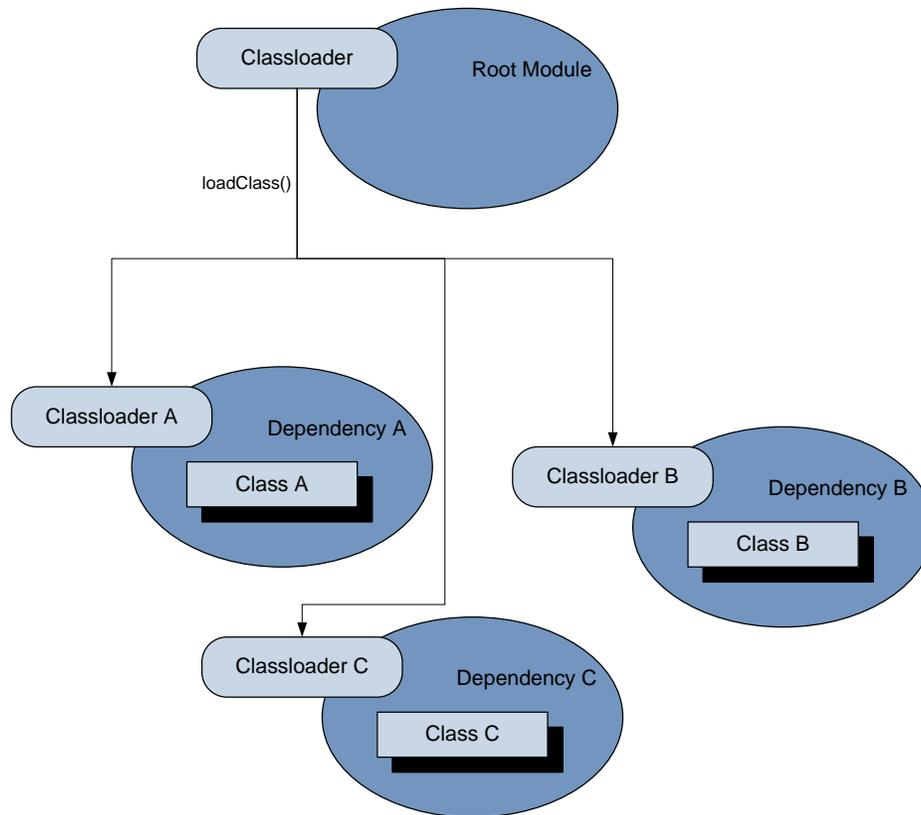 Classloader
Root Module
loadClass()
Classloader A
Dependency A
Class A
Classloader B
Dependency B
Class B
Classloader C
Dependency C
Class C